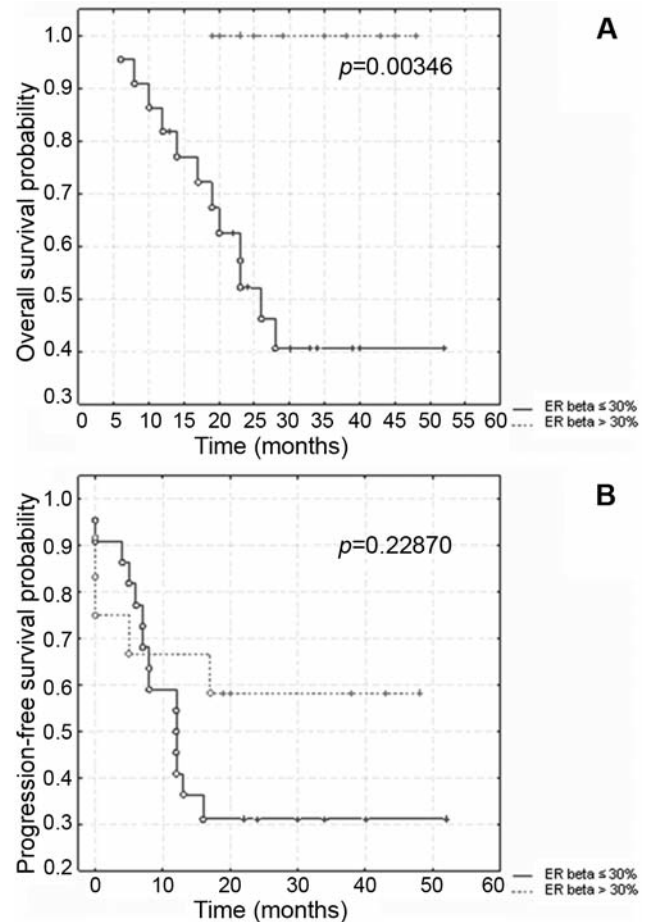 A
p=0.00346
Overall survival probability
1.0
0.9
0.8
0.7
0.6
0.5
0.4
0.3
0 5 10 15 20 25 30 35 40 45 50 55 60
Time (months)
ER beta ≤ 30%
ER beta > 30%
B
p=0.22870
Progression-free survival probability
1.0
0.9
0.8
0.7
0.6
0.5
0.4
0.3
0.2
0 10 20 30 40 50 60
Time (months)
ER beta ≤ 30%
ER beta > 30%